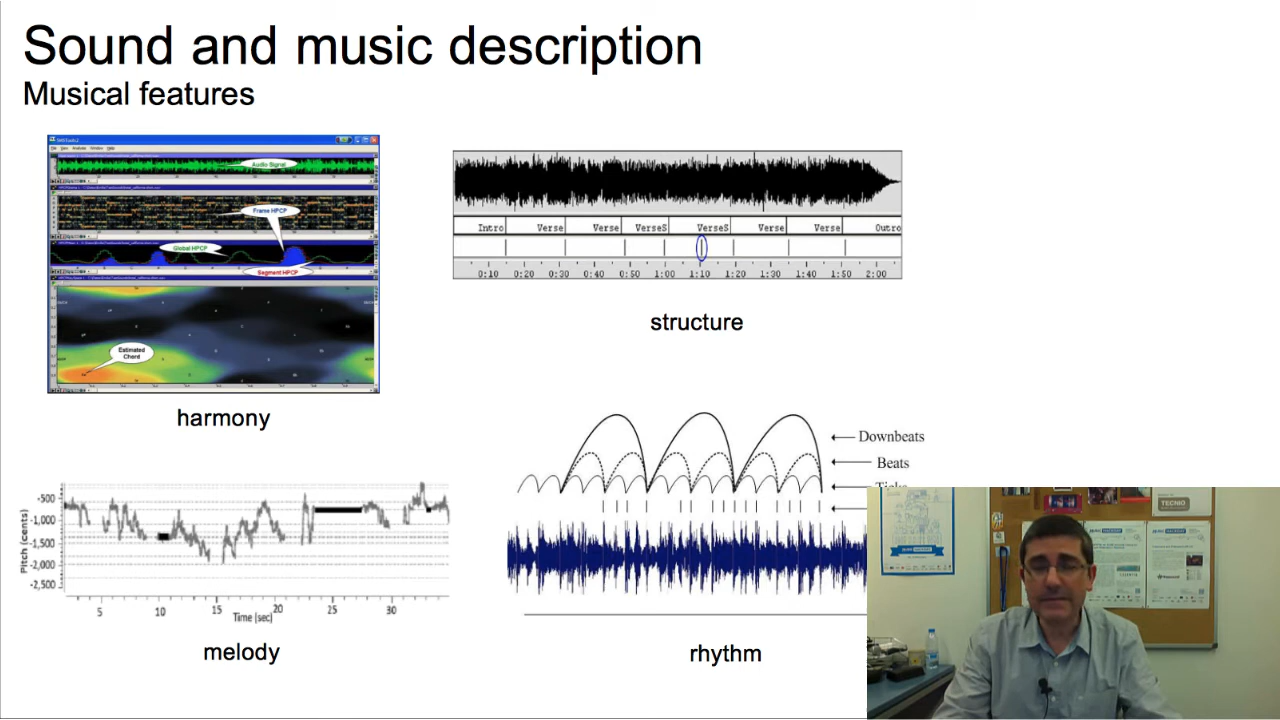 Sound and music description
Musical features
Audio Signal
Frame HPCP
Global HPCP
Segment HPCP
Estimated
Chord
harmony
Intro Verse Verse VerseS VerseS Verse Verse Outro
0:10 0:20 0:30 0:40 0:50 1:00 1:10 1:20 1:30 1:40 1:50 2:00
structure
Downbeats
Beats
-500
-1,000
-1,500
-2,000
-2,500
Pitch (cents)
5 10 15 20 25 30
Time (sec)
melody
rhythm
TECNIO